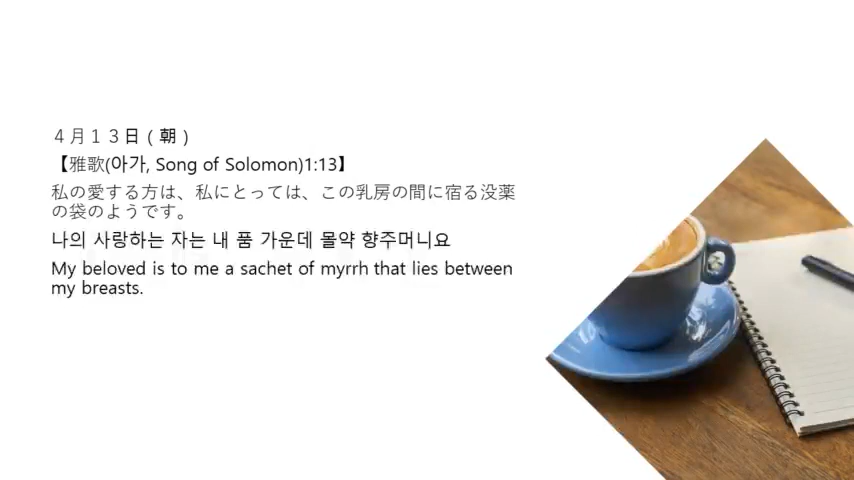 ４月１３日（朝）
【雅歌(아가, Song of Solomon)1:13】
私の愛する方は、私にとっては、この乳房の間に宿る没薬
の袋のようです。
나의 사랑하는 자는 내 품 가운데 몰약 향주머니요
My beloved is to me a sachet of myrrh that lies between
my breasts.